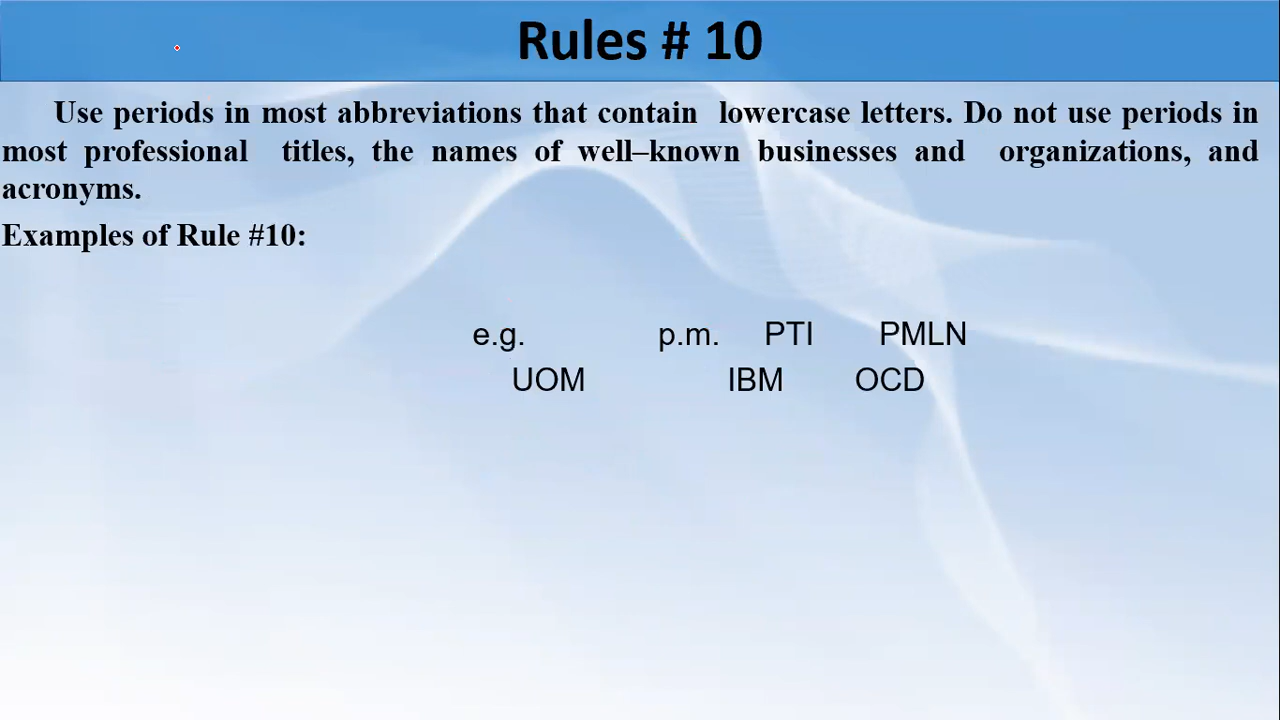 Rules # 10
Use periods in most abbreviations that contain lowercase letters. Do not use periods in
most professional titles, the names of well–known businesses and organizations, and
acronyms.
Examples of Rule #10:
e.g. p.m. PTI PMLN
UOM IBM OCD